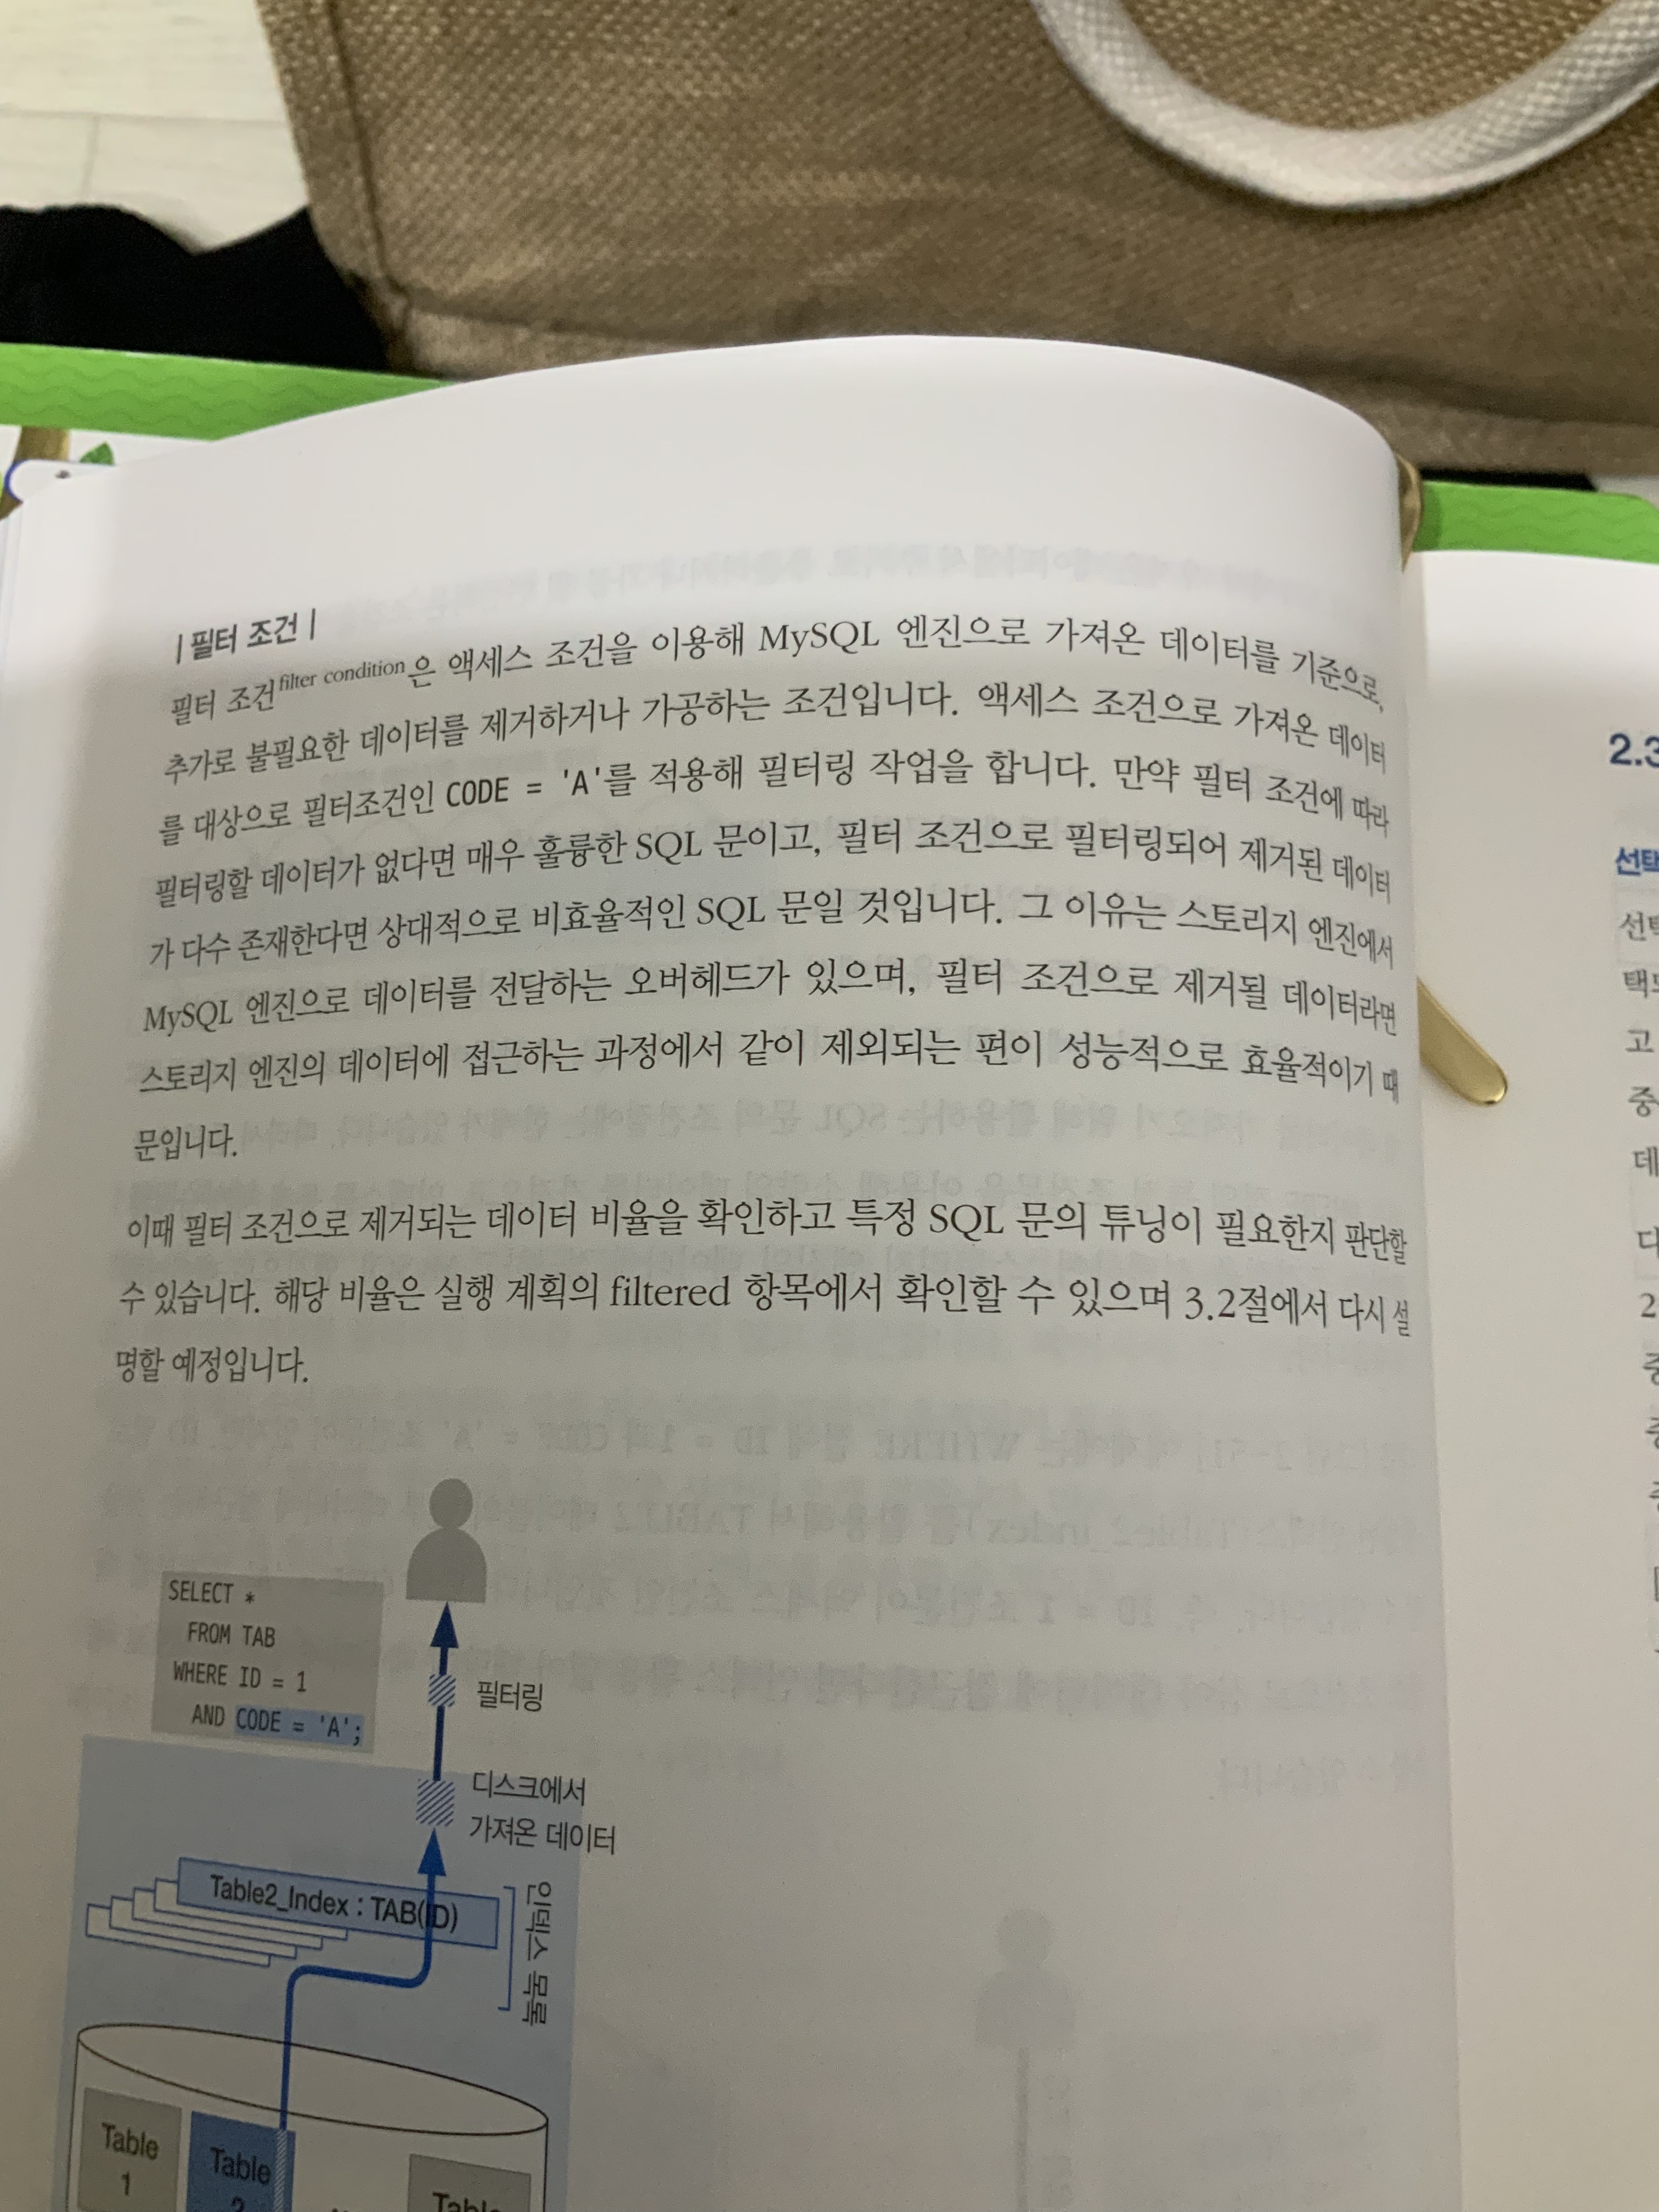 | 필터 조건 |
필터 조건filter condition은 액세스 조건을 이용해 MySQL 엔진으로 가져온 데이터를 기준으로,
추가로 불필요한 데이터를 제거하거나 가공하는 조건입니다. 액세스 조건으로 가져온 데이터
를 대상으로 필터조건인 CODE = 'A'를 적용해 필터링 작업을 합니다. 만약 필터 조건에 따라
필터링할 데이터가 없다면 매우 훌륭한 SQL 문이고, 필터 조건으로 필터링되어 제거된 데이터
가 다수 존재한다면 상대적으로 비효율적인 SQL 문일 것입니다. 그 이유는 스토리지 엔진에서
MySQL 엔진으로 데이터를 전달하는 오버헤드가 있으며, 필터 조건으로 제거될 데이터라면
스토리지 엔진의 데이터에 접근하는 과정에서 같이 제외되는 편이 성능적으로 효율적이기 때
문입니다.
이때 필터 조건으로 제거되는 데이터 비율을 확인하고 특정 SQL 문의 튜닝이 필요한지 판단할
수 있습니다. 해당 비율은 실행 계획의 filtered 항목에서 확인할 수 있으며 3.2절에서 다시 설
명할 예정입니다.
SELECT *
FROM TAB
WHERE ID = 1
AND CODE = 'A';
필터링
디스크에서
가져온 데이터
Table2_Index : TAB(ID)
인덱스 목록
Table
1
Table
2
Table
2.3
선택
선택
고
중
데